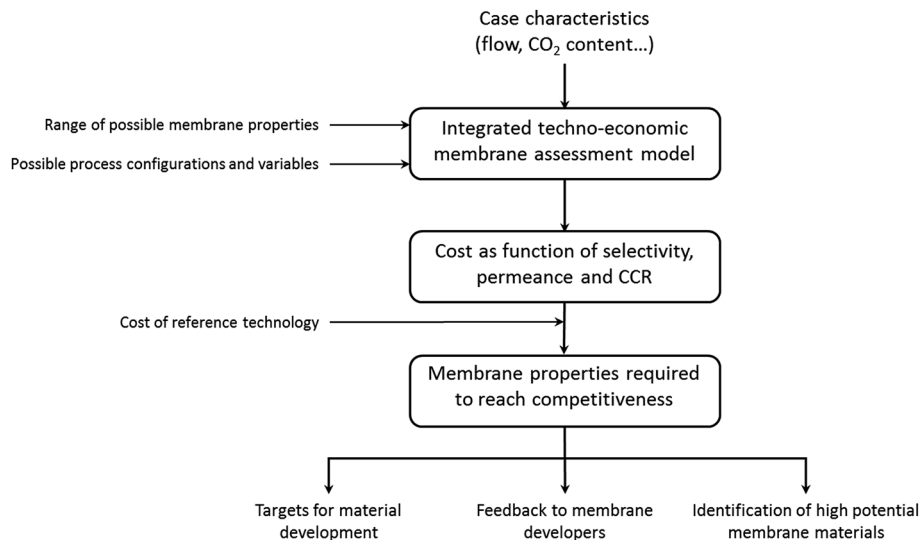 Case characteristics
(flow, CO₂ content…)
Range of possible membrane properties
Integrated techno-economic
membrane assessment model
Possible process configurations and variables
Cost as function of selectivity,
permeance and CCR
Cost of reference technology
Membrane properties required
to reach competitiveness
Targets for material
development
Feedback to membrane
developers
Identification of high potential
membrane materials